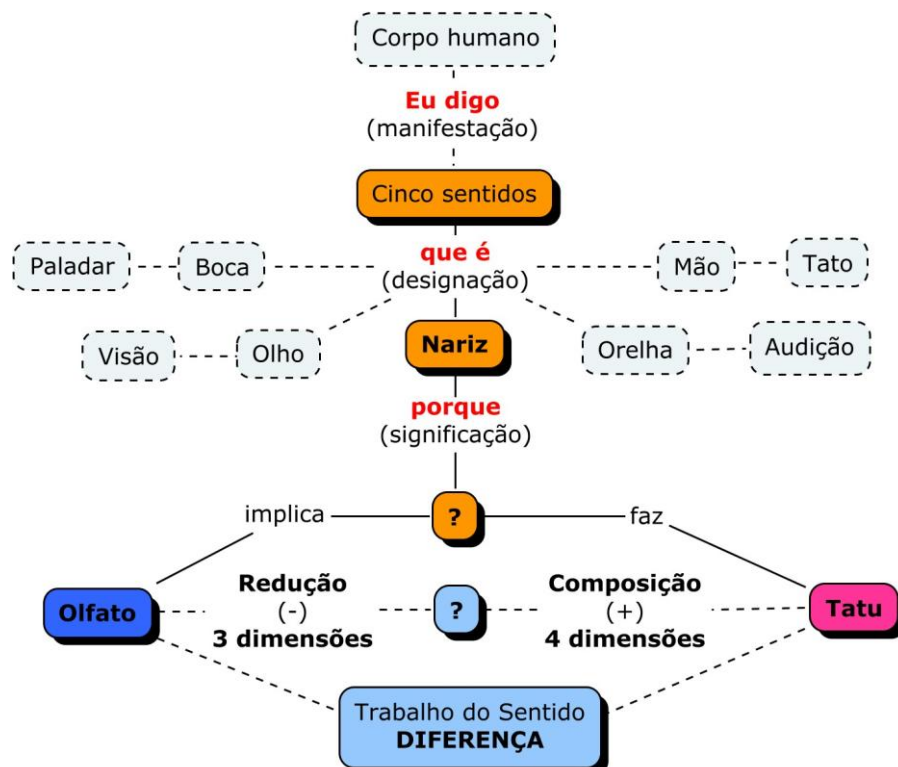 Corpo humano
Eu digo
(manifestação)
Cinco sentidos
Paladar
Boca
que é
(designação)
Mão
Tato
Visão
Olho
Nariz
Orelha
Audição
porque
(significação)
implica
?
faz
Olfato
Redução
(-)
3 dimensões
?
Composição
(+)
4 dimensões
Tatu
Trabalho do Sentido
DIFERENÇA